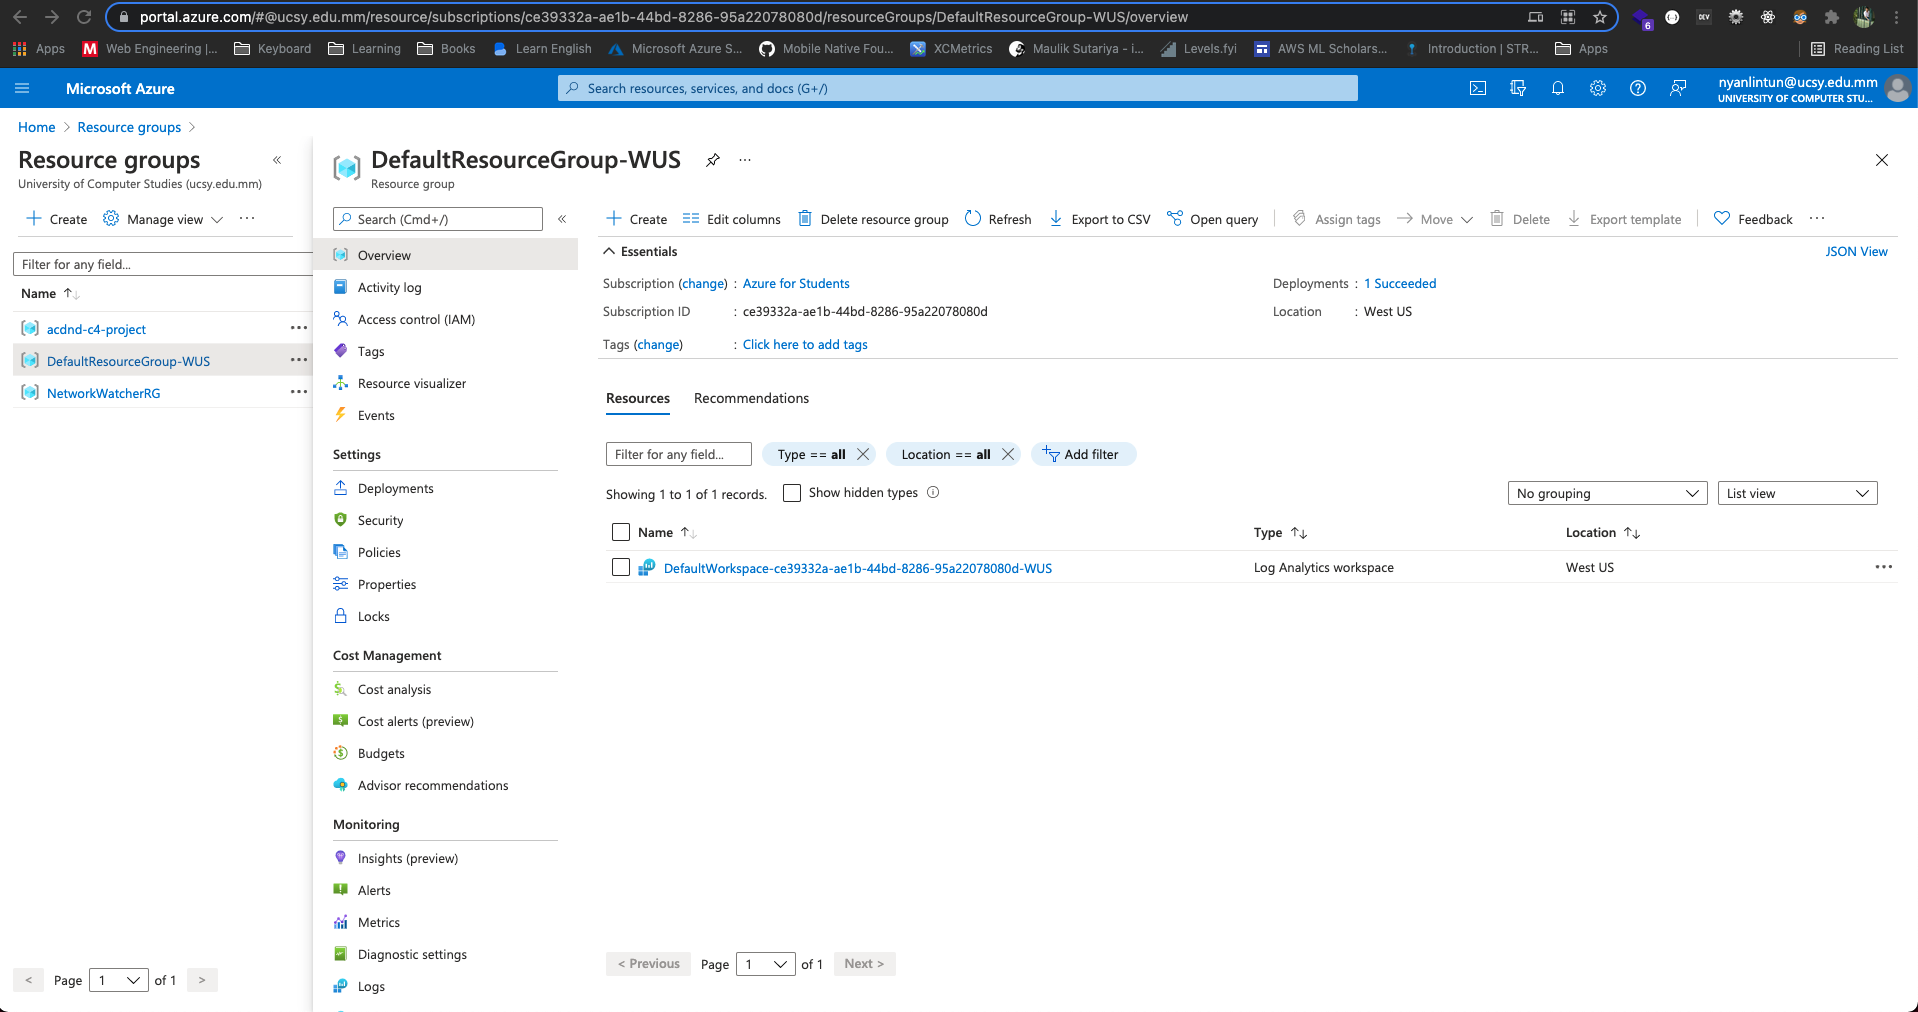 portal.azure.com/#@ucsy.edu.mm/resource/subscriptions/ce39332a-ae1b-44bd-8286-95a22078080d/resourceGroups/DefaultResourceGroup-WUS/overview
6
DEV
Apps
M Web Engineering |...
Keyboard
Learning
Books
Learn English
Microsoft Azure S...
Mobile Native Fou...
XCMetrics
Maulik Sutariya - i...
Levels.fyi
AWS ML Scholars...
Introduction | STR...
Apps
Reading List
Microsoft Azure
Search resources, services, and docs (G+/)
nyanlintun@ucsy.edu.mm
UNIVERSITY OF COMPUTER STU...
Home > Resource groups >
Resource groups
University of Computer Studies (ucsy.edu.mm)
«
+ Create
Manage view
...
Filter for any field...
Name ↑↓
acdnd-c4-project ...
DefaultResourceGroup-WUS ...
NetworkWatcherRG ...
< Page 1 of 1 >
DefaultResourceGroup-WUS
...
Resource group
Search (Cmd+/)
«
Overview
Activity log
Access control (IAM)
Tags
Resource visualizer
Events
Settings
Deployments
Security
Policies
Properties
Locks
Cost Management
Cost analysis
Cost alerts (preview)
Budgets
Advisor recommendations
Monitoring
Insights (preview)
Alerts
Metrics
Diagnostic settings
Logs
+ Create
Edit columns
Delete resource group
Refresh
Export to CSV
Open query
Assign tags
Move
Delete
Export template
Feedback
...
Essentials
JSON View
Subscription (change) : Azure for Students
Subscription ID : ce39332a-ae1b-44bd-8286-95a22078080d
Tags (change) : Click here to add tags
Deployments : 1 Succeeded
Location : West US
Resources
Recommendations
Filter for any field...
Type == all
Location == all
Add filter
Showing 1 to 1 of 1 records.
Show hidden types
No grouping
List view
Name ↑↓
Type ↑↓
Location ↑↓
DefaultWorkspace-ce39332a-ae1b-44bd-8286-95a22078080d-WUS
Log Analytics workspace
West US
...
< Previous
Page 1 of 1
Next >